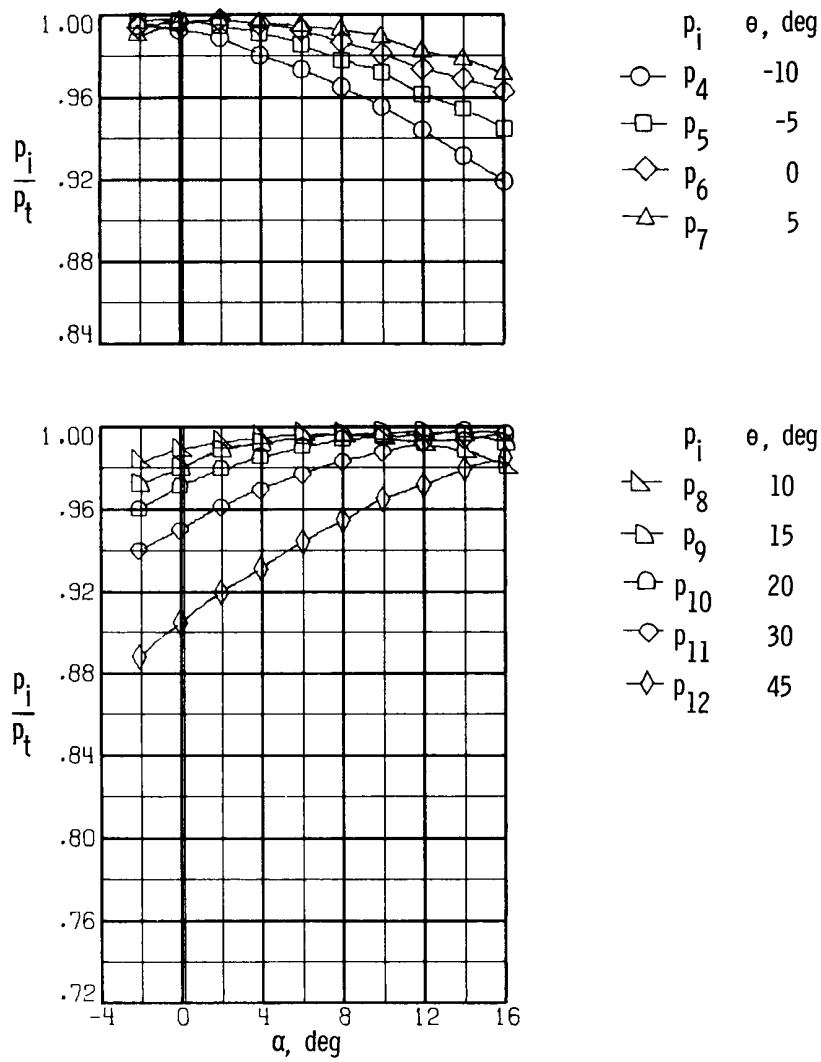 1.00
.96
.92
.88
.84
p_i
p_t
p_i θ, deg
p_4 -10
p_5 -5
p_6 0
p_7 5
1.00
.96
.92
.88
.84
.80
.76
.72
p_i
p_t
-4 0 4 8 12 16
α, deg
p_i θ, deg
p_8 10
p_9 15
p_10 20
p_11 30
p_12 45